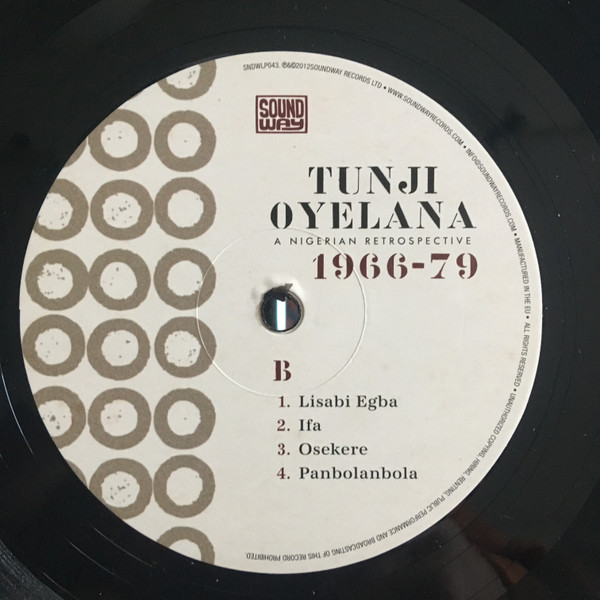 SNDWLP043. ℗&©2012SOUNDWAY RECORDS LTD • WWW.SOUNDWAYRECORDS.COM • INFO@SOUNDWAYRECORDS.COM • MANUFACTURED IN THE EU • ALL RIGHTS RESERVED • UNAUTHORIZED COPYING, HIRING, RENTING, PUBLIC PERFORMANCE AND BROADCASTING OF THIS RECORD PROHIBITED.
SOUND
WAY
TUNJI
OYELANA
A NIGERIAN RETROSPECTIVE
1966-79
B
1. Lisabi Egba
2. Ifa
3. Osekere
4. Panbolanbola